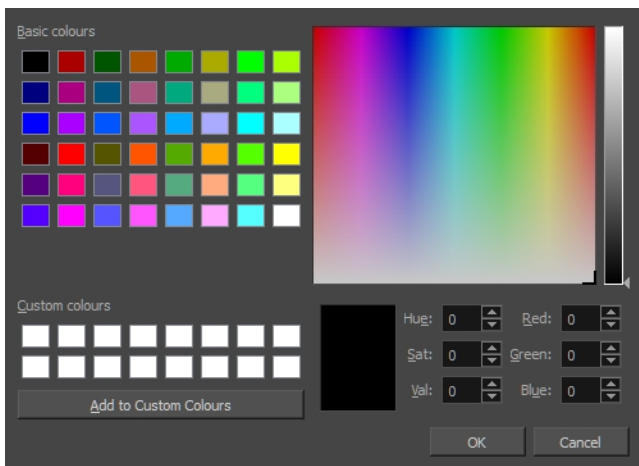 Basic colours
Custom colours
Add to Custom Colours
Hue: 0 Red: 0
Sat: 0 Green: 0
Val: 0 Blue: 0
OK Cancel